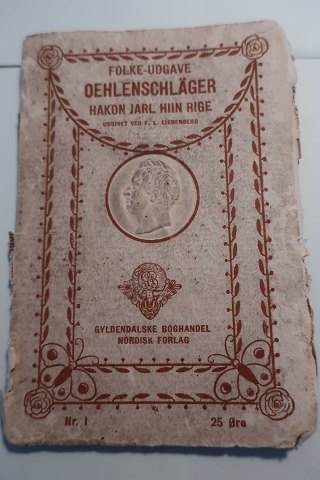 FOLKE-UDGAVE
OEHLENSCHLÄGER
HAKON JARL HIIN RIGE
UDGIVET VED F. L. LIEBENBERG
GYLDENDALSKE BOGHANDEL
NORDISK FORLAG
Nr. 1 25 Øre